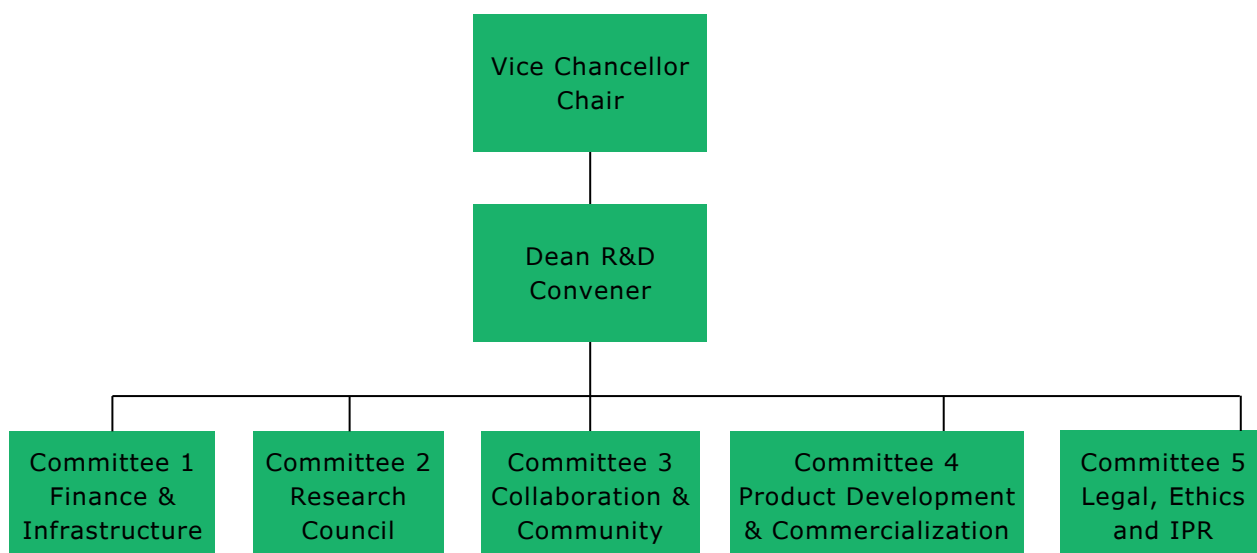 Vice Chancellor
Chair
Dean R&D
Convener
Committee 1
Finance &
Infrastructure
Committee 2
Research
Council
Committee 3
Collaboration &
Community
Committee 4
Product Development
& Commercialization
Committee 5
Legal, Ethics
and IPR